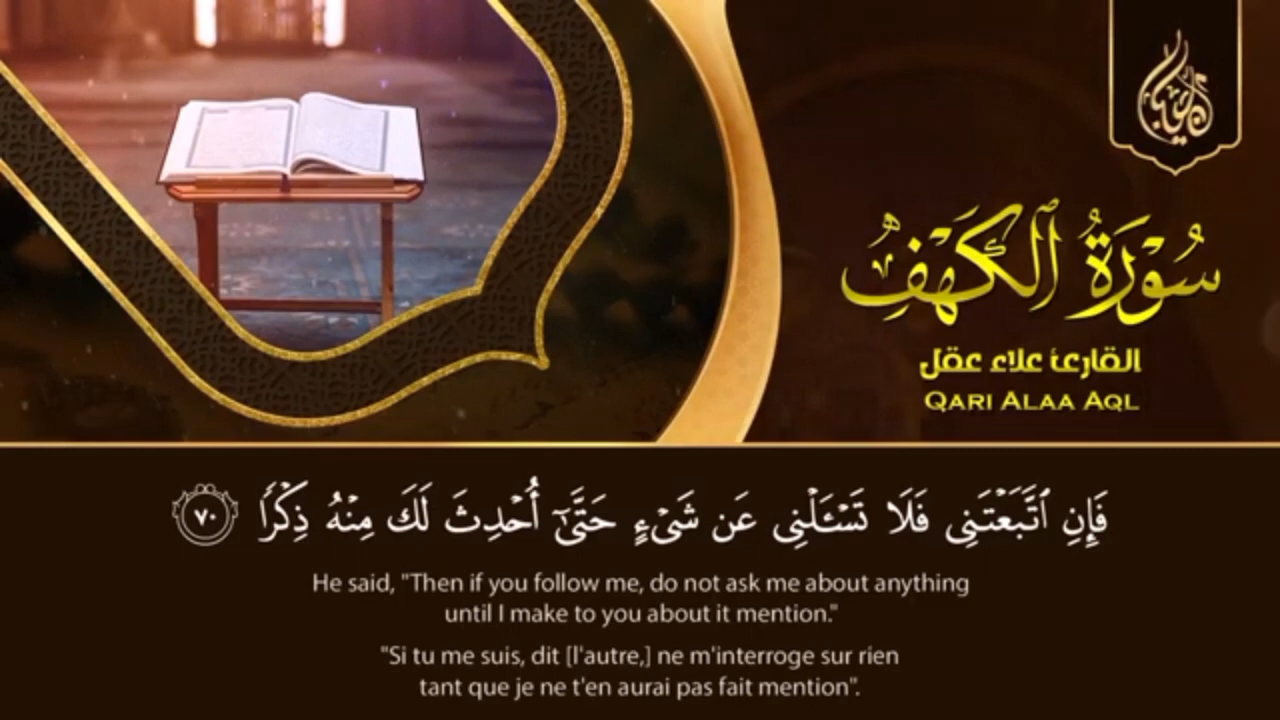 سُورَةُ ٱلْكَهْفِ
القارئ علاء عقل
QARI ALAA AQL
فَإِنِ ٱتَّبَعْتَنِى فَلَا تَسْـَٔلْنِى عَن شَىْءٍ حَتَّىٰٓ أُحْدِثَ لَكَ مِنْهُ ذِكْرًا ٧٠
He said, "Then if you follow me, do not ask me about anything
until I make to you about it mention."
"Si tu me suis, dit [l'autre,] ne m'interroge sur rien
tant que je ne t'en aurai pas fait mention".